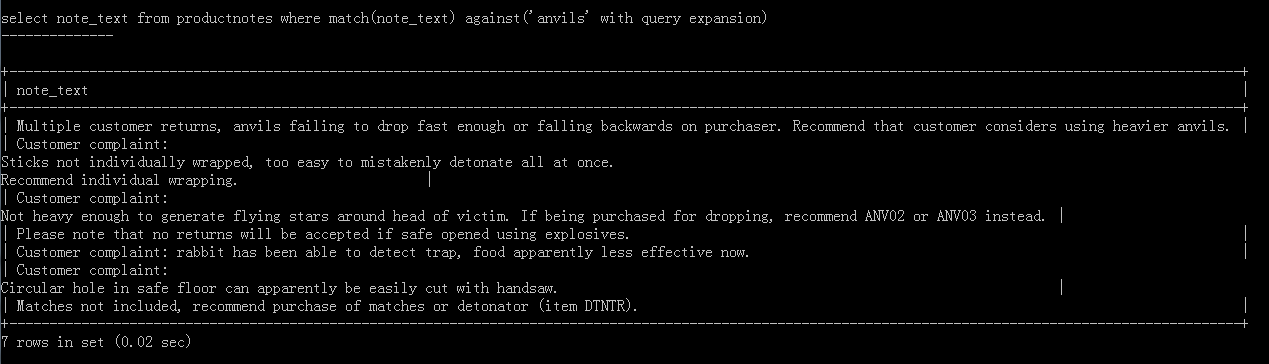 select note_text from productnotes where match(note_text) against('anvils' with query expansion)
--------------
+---------------------------------------------------------------------------------------------------------------------------------------------------------+
| note_text |
+---------------------------------------------------------------------------------------------------------------------------------------------------------+
| Multiple customer returns, anvils failing to drop fast enough or falling backwards on purchaser. Recommend that customer considers using heavier anvils. |
| Customer complaint:
Sticks not individually wrapped, too easy to mistakenly detonate all at once.
Recommend individual wrapping. |
| Customer complaint:
Not heavy enough to generate flying stars around head of victim. If being purchased for dropping, recommend ANV02 or ANV03 instead. |
| Please note that no returns will be accepted if safe opened using explosives. |
| Customer complaint: rabbit has been able to detect trap, food apparently less effective now. |
| Customer complaint:
Circular hole in safe floor can apparently be easily cut with handsaw. |
| Matches not included, recommend purchase of matches or detonator (item DTNTR). |
+---------------------------------------------------------------------------------------------------------------------------------------------------------+
7 rows in set (0.02 sec)